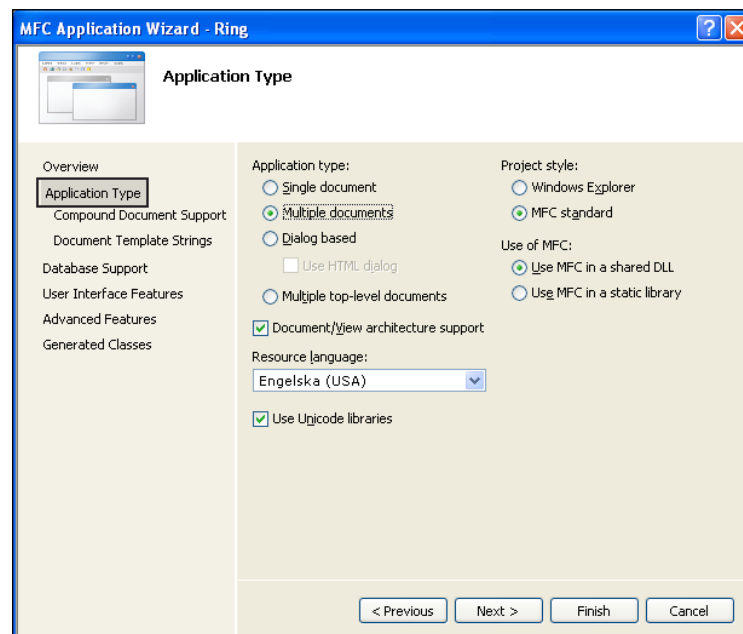 MFC Application Wizard - Ring
Application Type
Overview
Application Type
Compound Document Support
Document Template Strings
Database Support
User Interface Features
Advanced Features
Generated Classes
Application type:
Single document
Multiple documents
Dialog based
Use HTML dialog
Multiple top-level documents
Document/View architecture support
Resource language:
Engelska (USA)
Use Unicode libraries
Project style:
Windows Explorer
MFC standard
Use of MFC:
Use MFC in a shared DLL
Use MFC in a static library
< Previous
Next >
Finish
Cancel